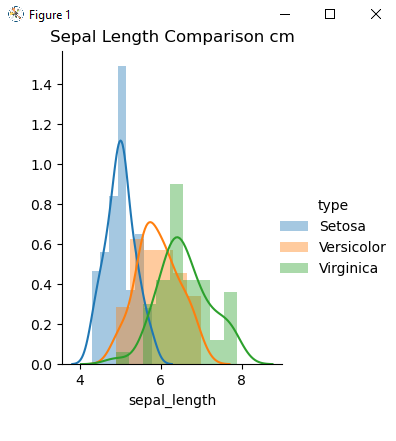 Figure 1
Sepal Length Comparison cm
1.4
1.2
1.0
0.8
0.6
0.4
0.2
0.0
4 6 8
sepal_length
type
Setosa
Versicolor
Virginica